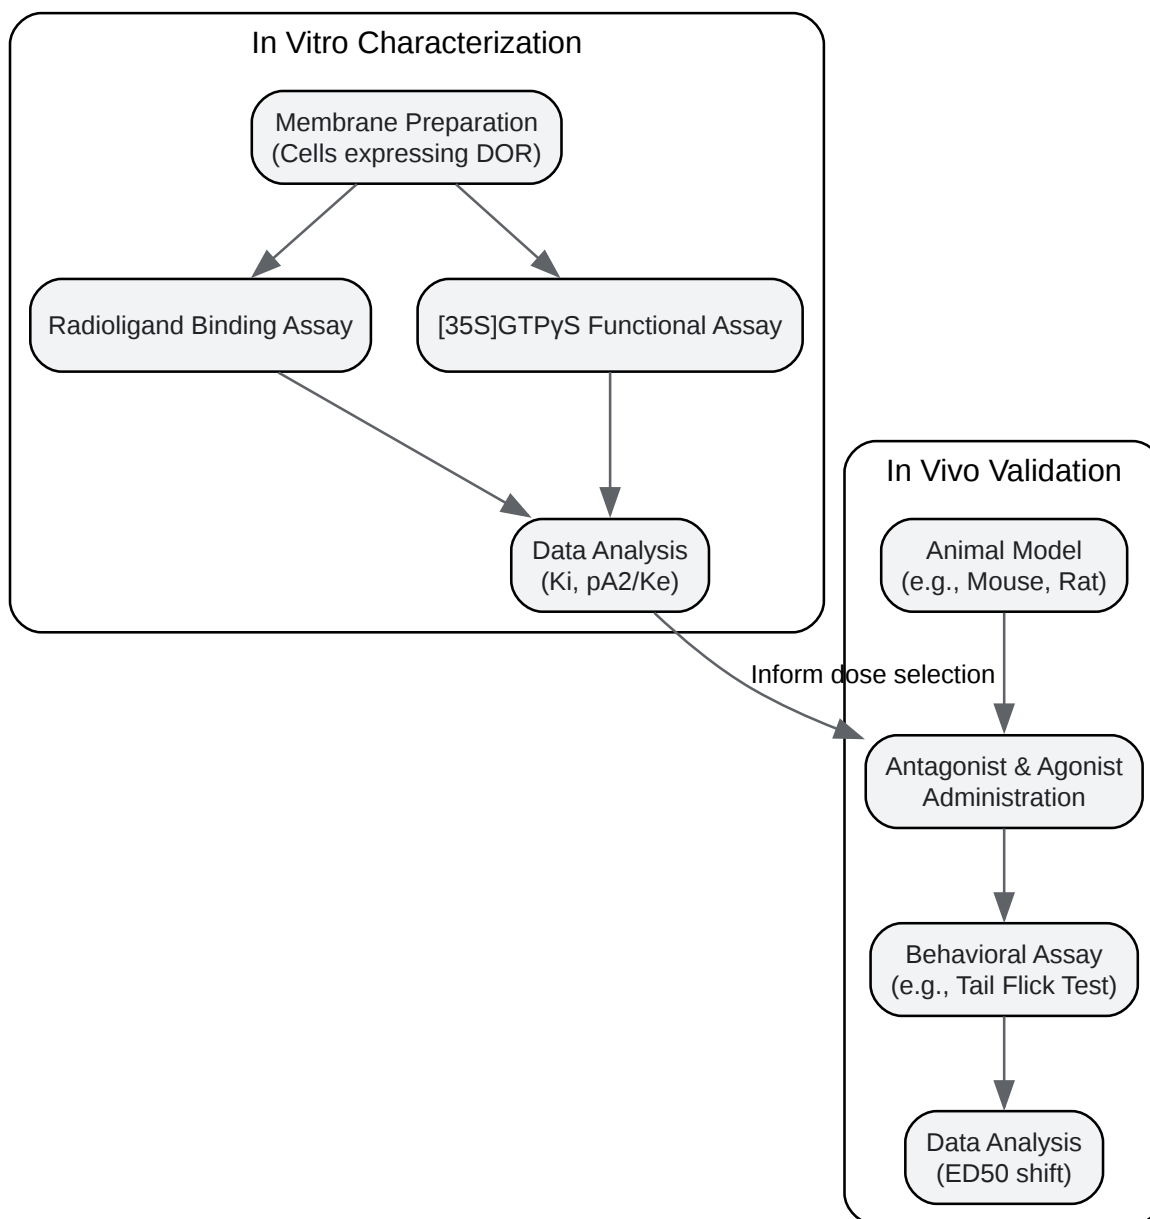 In Vitro Characterization
Membrane Preparation
(Cells expressing DOR)
Radioligand Binding Assay
[35S]GTPγS Functional Assay
Data Analysis
(Ki, pA2/Ke)
In Vivo Validation
Animal Model
(e.g., Mouse, Rat)
Inform dose selection
Antagonist & Agonist
Administration
Behavioral Assay
(e.g., Tail Flick Test)
Data Analysis
(ED50 shift)